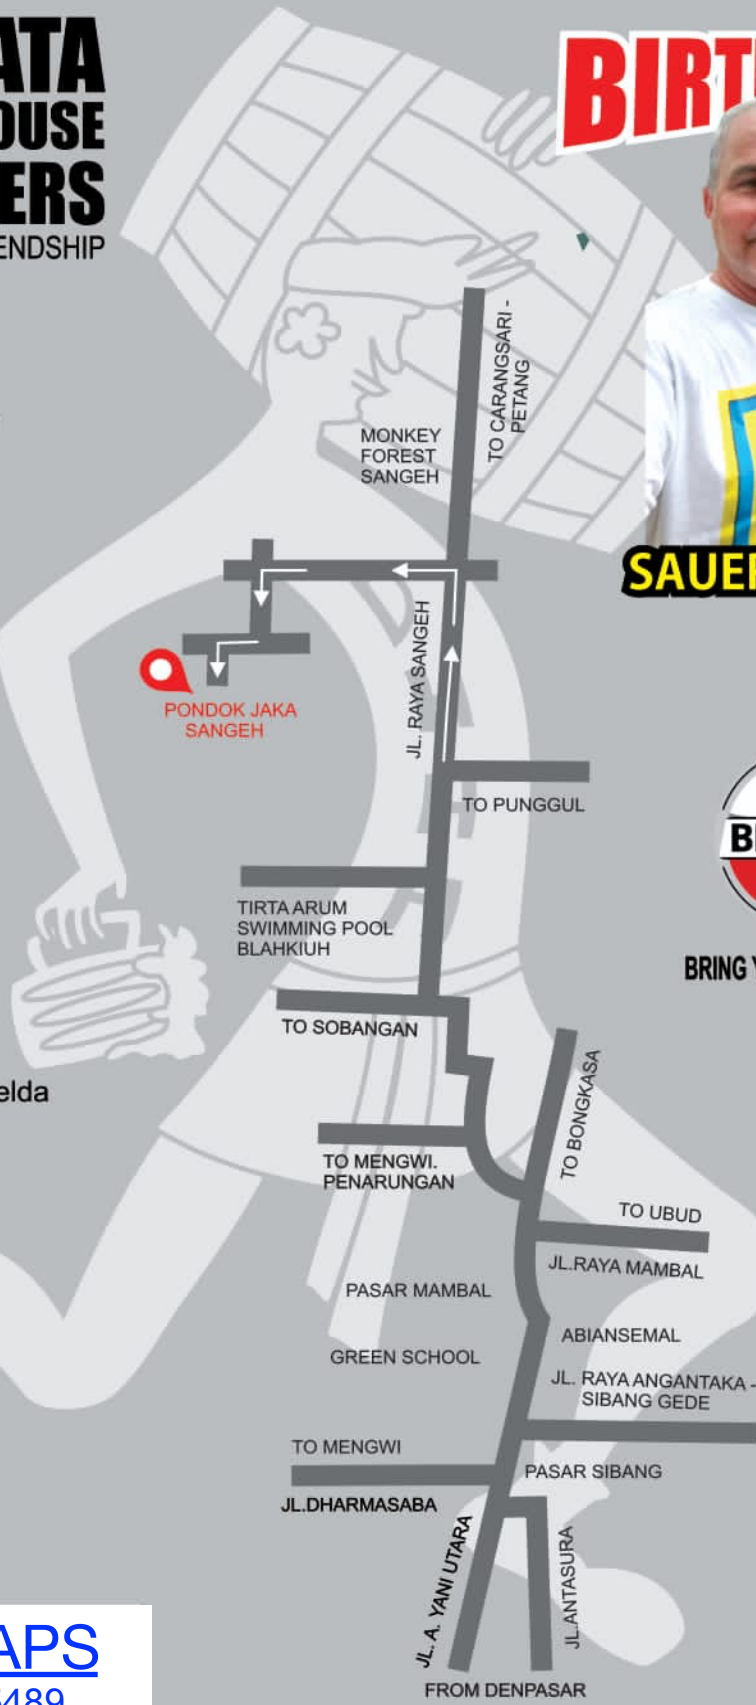 ATA
OUSE
ERS
ENDSHIP
BIRT
TO CARANGSARI -
PETANG
MONKEY
FOREST
SANGEH
SAUER
JL. RAYA SANGEH
PONDOK JAKA
SANGEH
TO PUNGGUL
TIRTA ARUM
SWIMMING POOL
BLAHKIUH
BRING Y
TO SOBANGAN
elda
TO BONGKASA
TO MENGWI.
PENARUNGAN
TO UBUD
JL.RAYA MAMBAL
PASAR MAMBAL
ABIANSEMAL
GREEN SCHOOL
JL. RAYA ANGANTAKA -
SIBANG GEDE
TO MENGWI
PASAR SIBANG
JL.DHARMASABA
JL. A. YANI UTARA
JL.ANTASURA
APS
5489
FROM DENPASAR